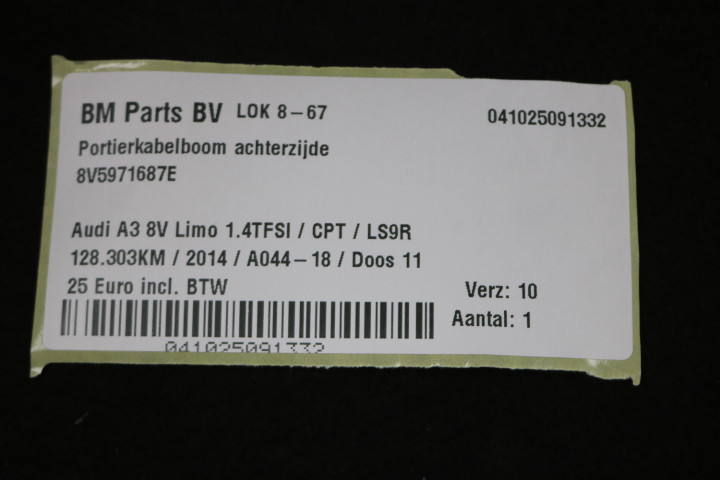 BM Parts BV LOK 8-67 041025091332
Portierkabelboom achterzijde
8V5971687E
Audi A3 8V Limo 1.4TFSI / CPT / LS9R
128.303KM / 2014 / A044-18 / Doos 11
25 Euro incl. BTW Verz: 10
Aantal: 1
041025091332